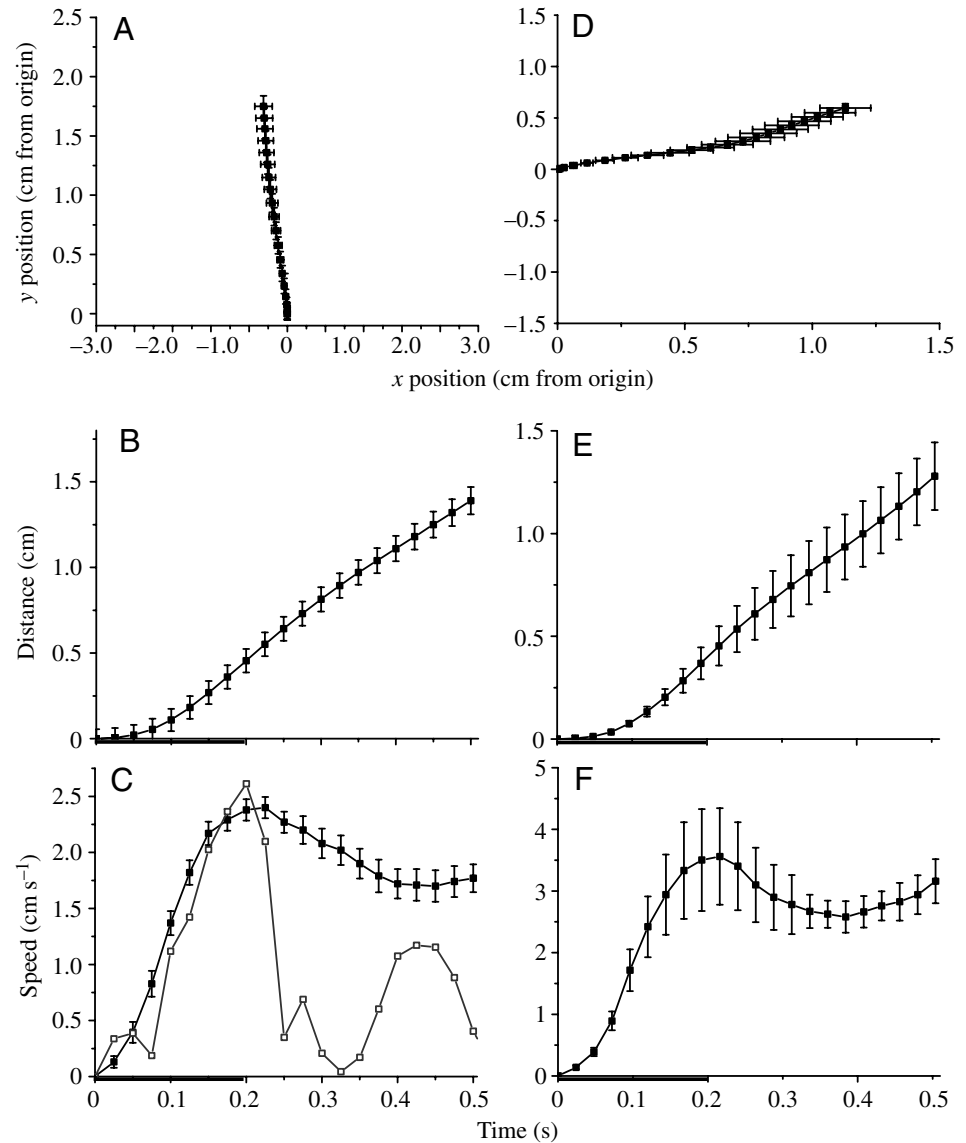 A
2.5
2.0
1.5
1.0
0.5
0
y position (cm from origin)
–3.0 –2.0 –1.0 0 1.0 2.0 3.0
D
1.5
1.0
0.5
0
–0.5
–1.0
–1.5
0 0.5 1.0 1.5
x position (cm from origin)
B
1.5
1.0
0.5
0
Distance (cm)
E
1.5
1.0
0.5
0
C
2.5
2.0
1.5
1.0
0.5
0
Speed (cm s–1)
0 0.1 0.2 0.3 0.4 0.5
F
5
4
3
2
1
0
0 0.1 0.2 0.3 0.4 0.5
Time (s)